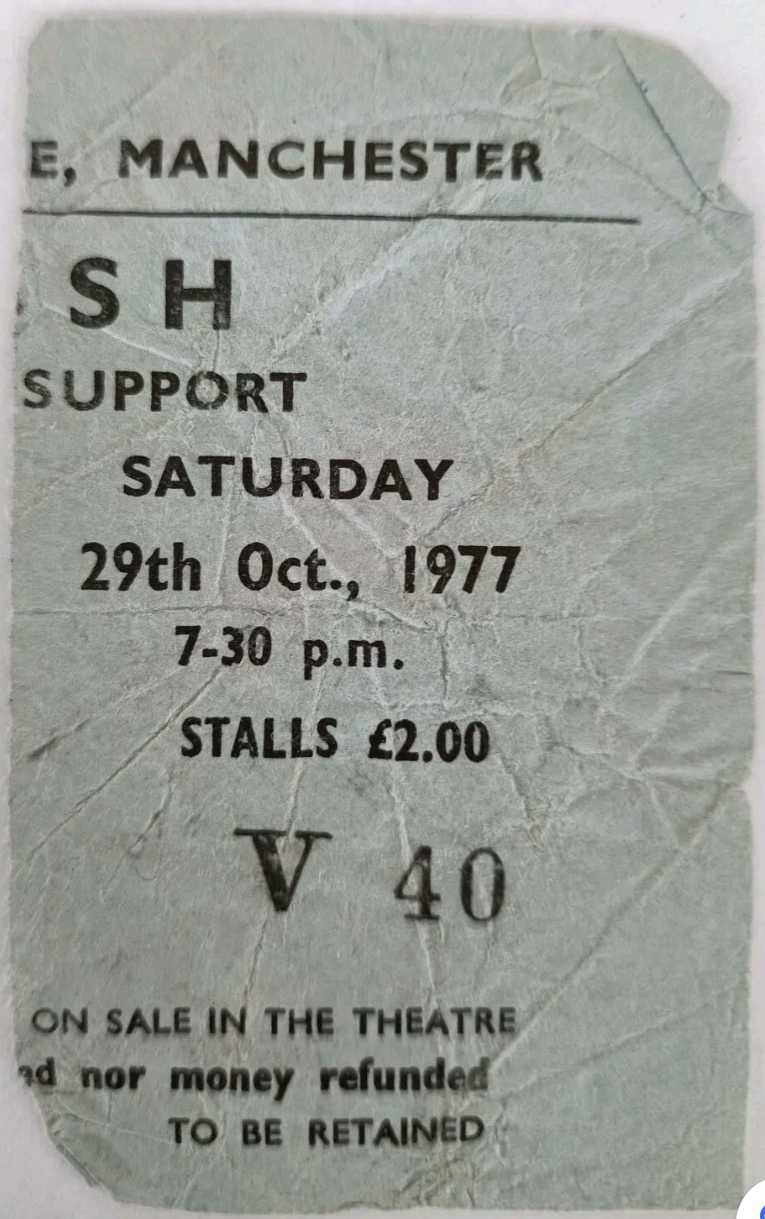 E, MANCHESTER
S H
SUPPORT
SATURDAY
29th Oct., 1977
7-30 p.m.
STALLS £2.00
V 40
ON SALE IN THE THEATRE
ed nor money refunded
TO BE RETAINED